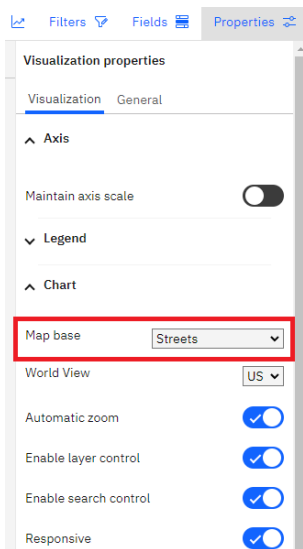 Filters Fields Properties
Visualization properties
Visualization General
Axis
Maintain axis scale
Legend
Chart
Map base Streets
World View US
Automatic zoom
Enable layer control
Enable search control
Responsive